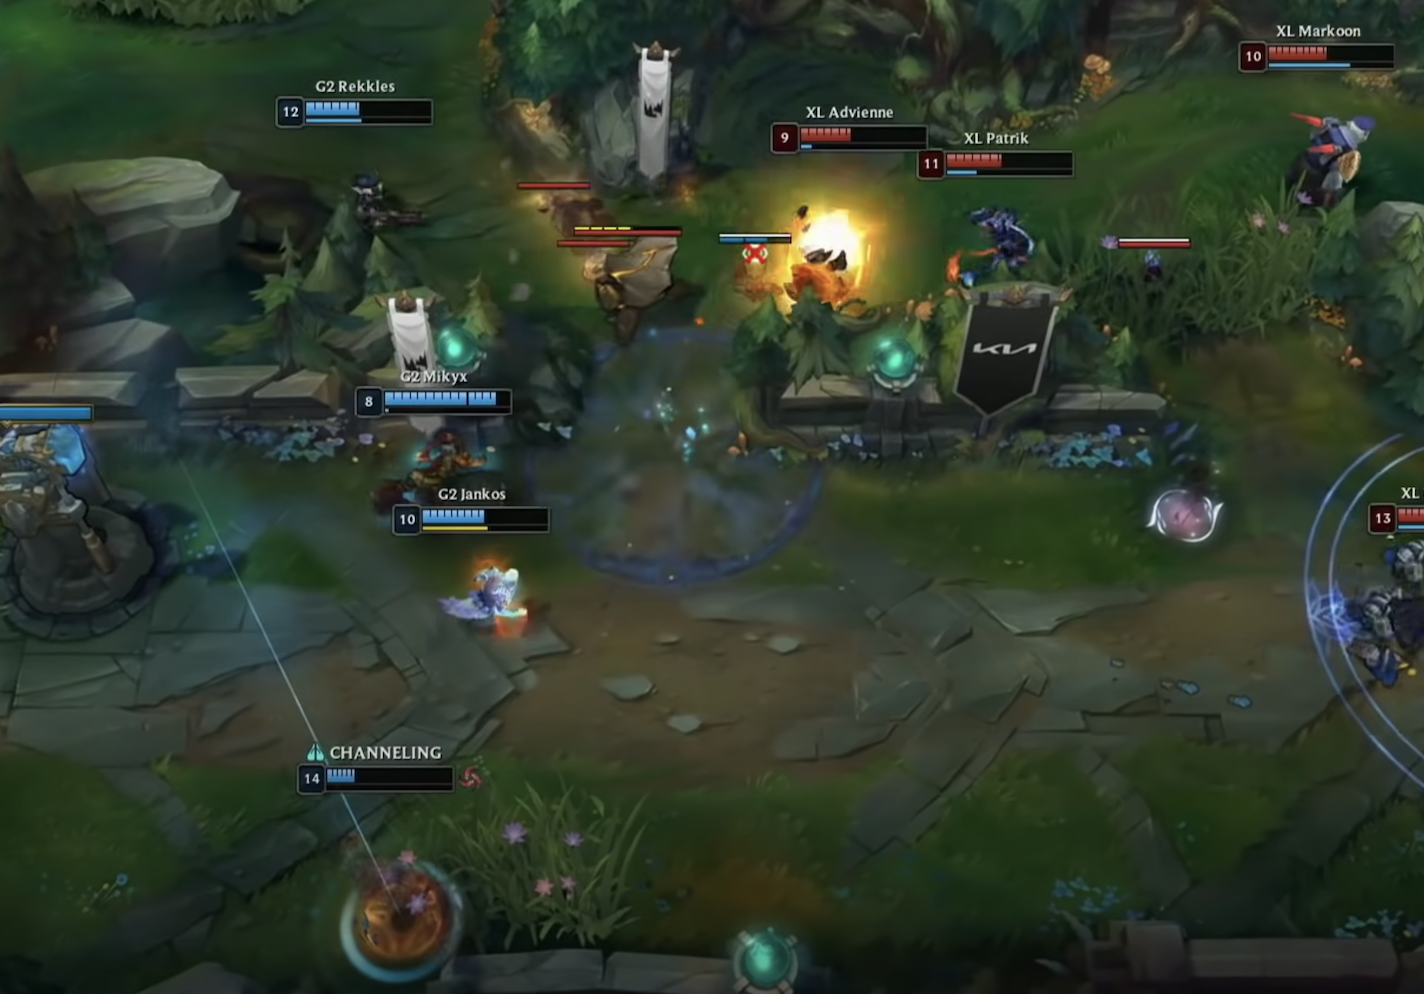 XL Markoon
10
G2 Rekkles
12
XL Advienne
9
XL Patrik
11
KIA
G2 Mikyx
8
G2 Jankos
10
XL
13
CHANNELING
14